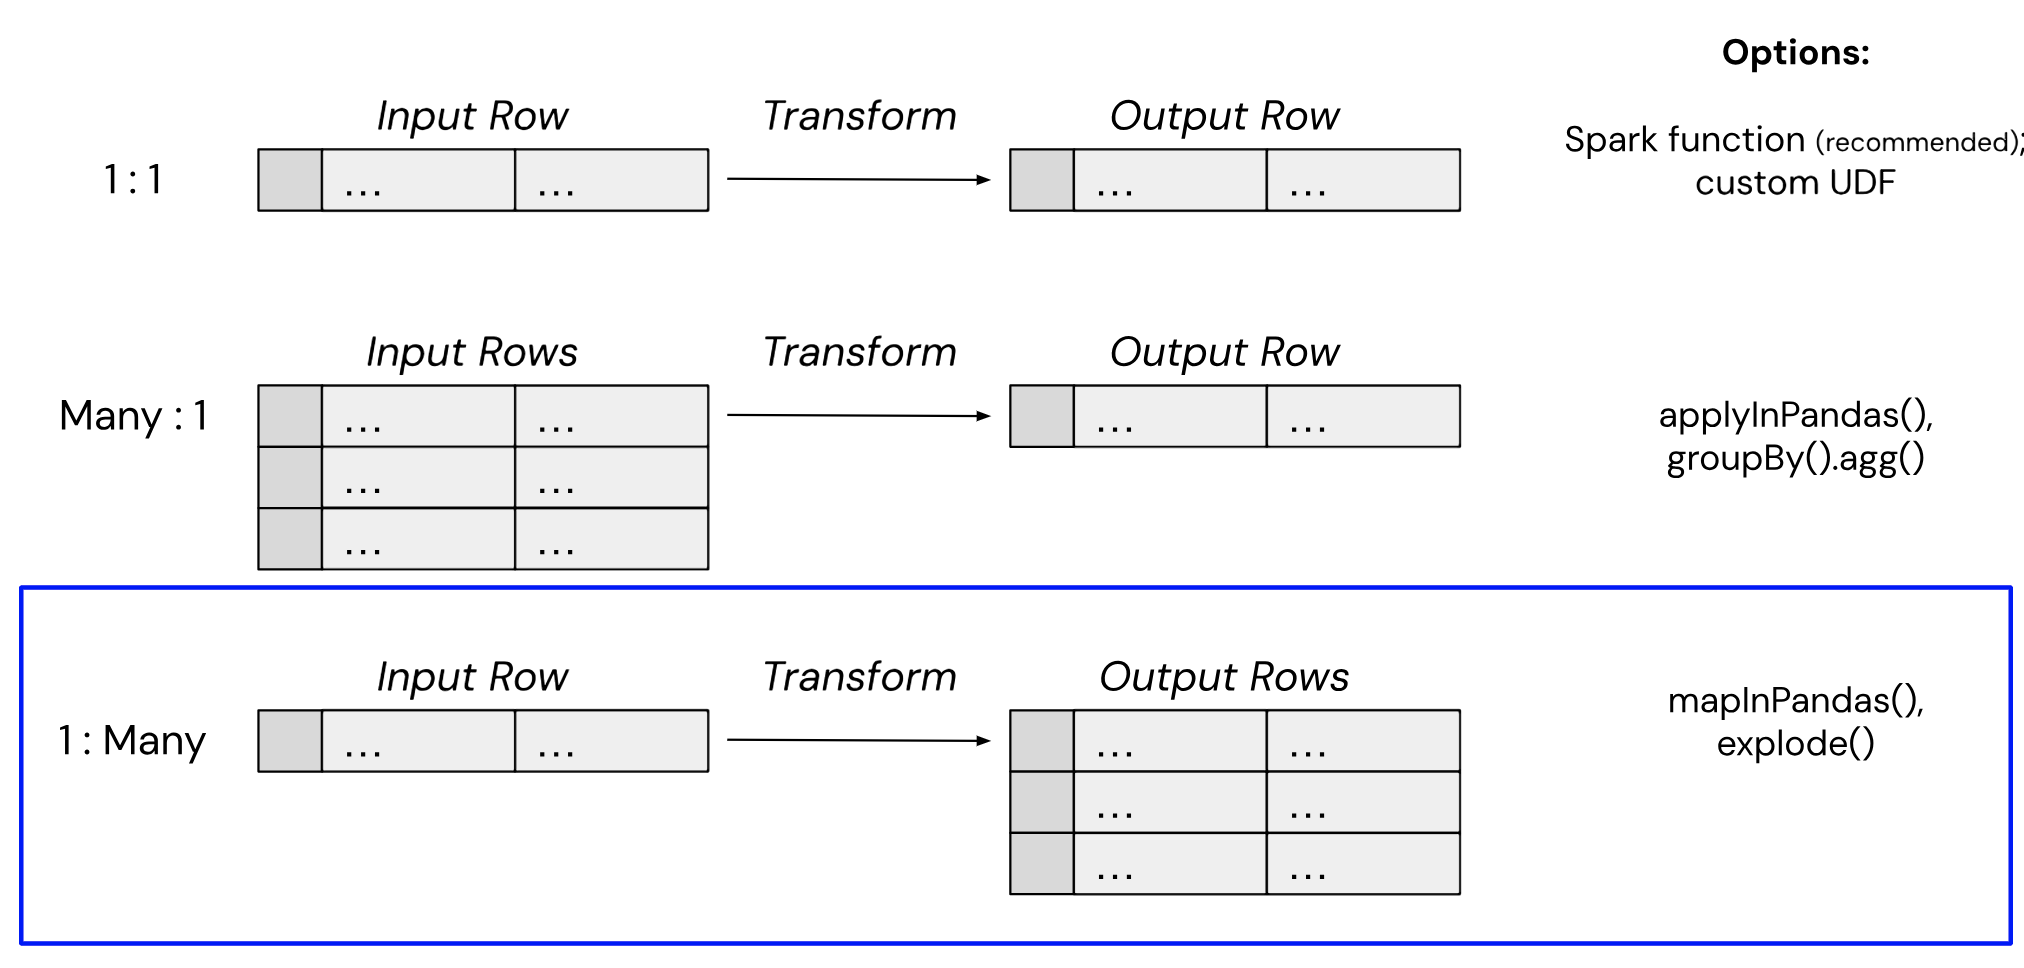 Options:
Input Row Transform Output Row
1 : 1
... ... ... ...
Spark function (recommended);
custom UDF
Input Rows Transform Output Row
Many : 1
... ... ... ...
... ...
... ...
applyInPandas(),
groupBy().agg()
Input Row Transform Output Rows
1 : Many
... ... ... ...
... ...
... ...
mapInPandas(),
explode()